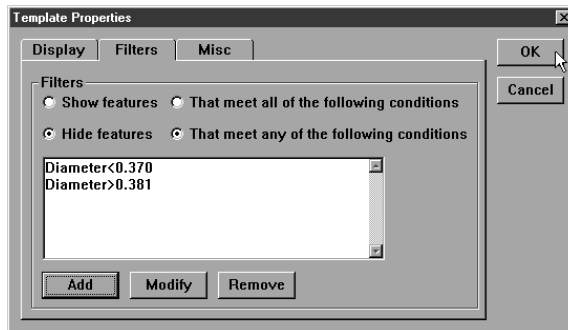 Template Properties
Display Filters Misc
OK
Cancel
Filters
Show features That meet all of the following conditions
Hide features That meet any of the following conditions
Diameter<0.370
Diameter>0.381
Add Modify Remove